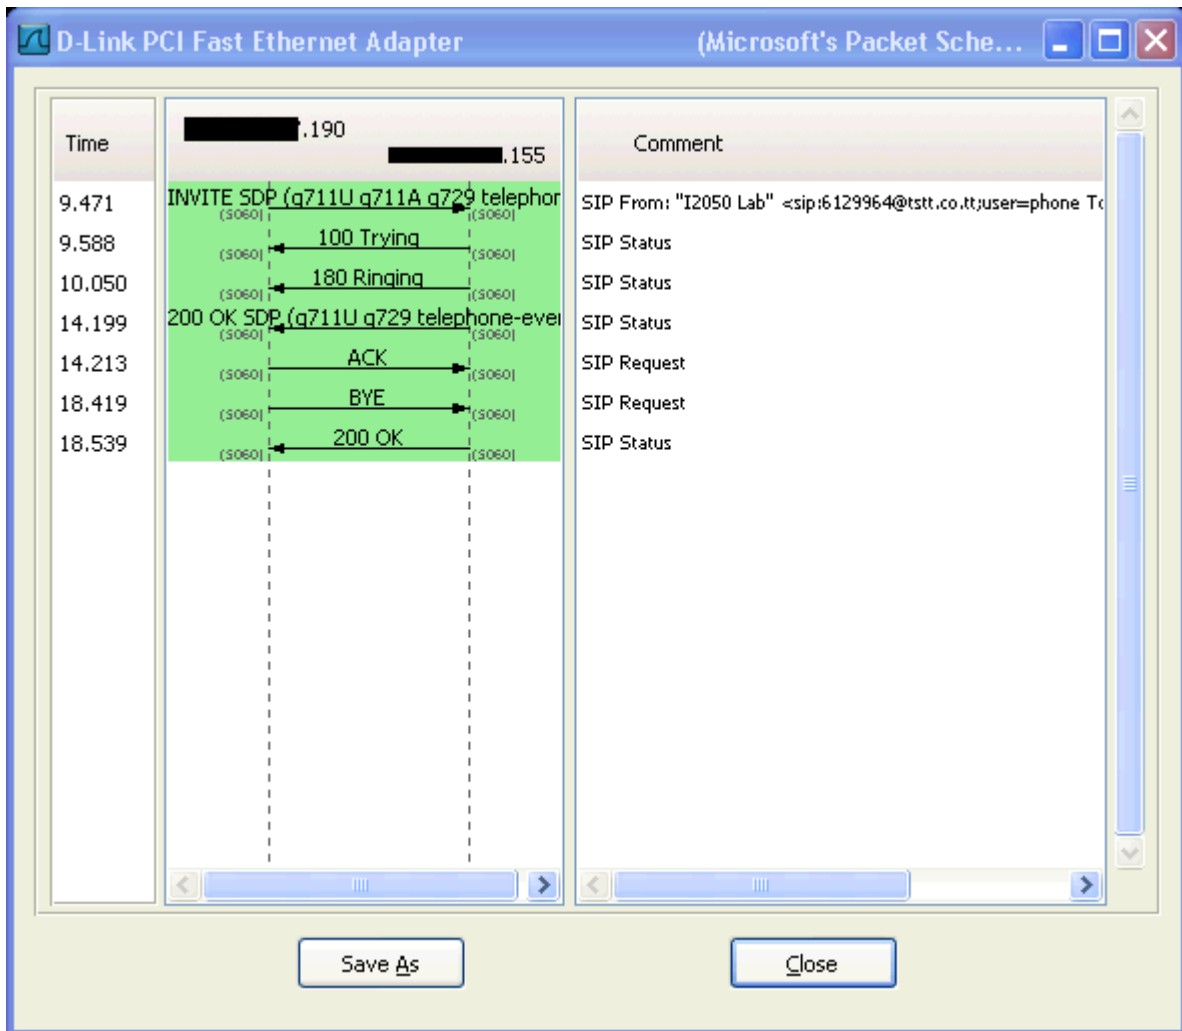 D-Link PCI Fast Ethernet Adapter (Microsoft's Packet Sche...
Time
.190
.155
Comment
9.471
INVITE SDP (g711U g711A g729 telephor
(5060)
(5060)
SIP From: "I2050 Lab" <sip:6129964@tstt.co.tt;user=phone To
9.588
100 Trying
(5060)
(5060)
SIP Status
10.050
180 Ringing
(5060)
(5060)
SIP Status
14.199
200 OK SDP (g711U g729 telephone-ever
(5060)
(5060)
SIP Status
14.213
ACK
(5060)
(5060)
SIP Request
18.419
BYE
(5060)
(5060)
SIP Request
18.539
200 OK
(5060)
(5060)
SIP Status
Save As
Close